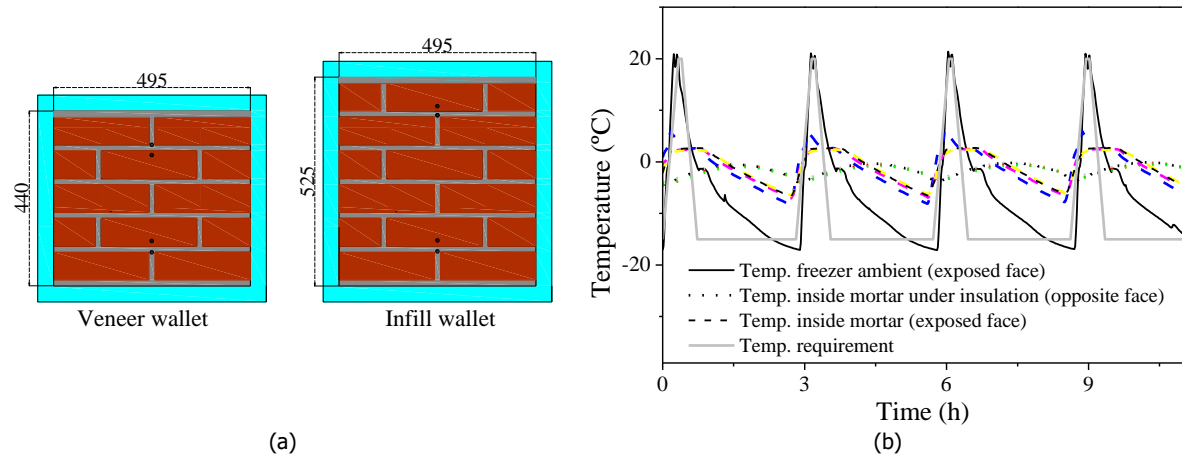 495
440
Veneer wallet
495
525
Infill wallet
(a)
Temperature (ºC)
20
0
-20
Temp. freezer ambient (exposed face)
Temp. inside mortar under insulation (opposite face)
Temp. inside mortar (exposed face)
Temp. requirement
0
3
6
9
Time (h)
(b)